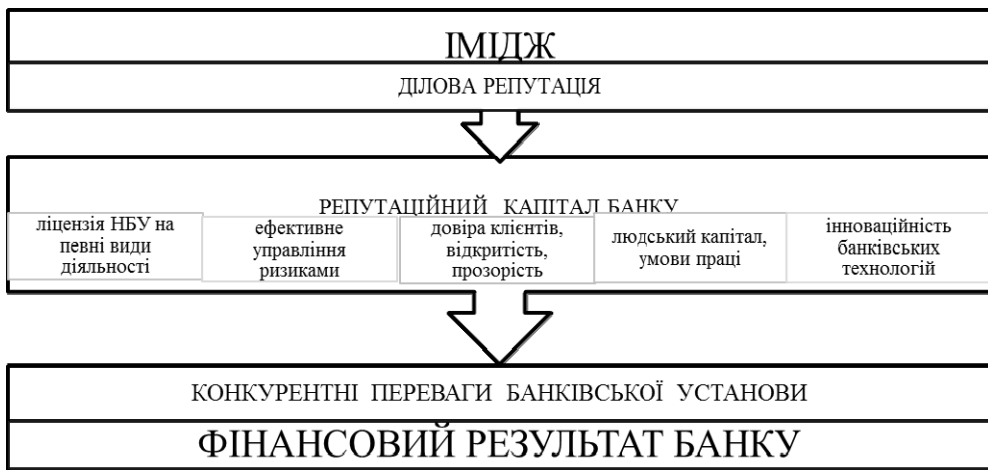 ІМІДЖ
ДІЛОВА РЕПУТАЦІЯ
РЕПУТАЦІЙНИЙ КАПІТАЛ БАНКУ
ліцензія НБУ на
певні види
діяльності
ефективне
управління
ризиками
довіра клієнтів,
відкритість,
прозорість
людський капітал,
умови праці
інноваційність
банківських
технологій
КОНКУРЕНТНІ ПЕРЕВАГИ БАНКІВСЬКОЇ УСТАНОВИ
ФІНАНСОВИЙ РЕЗУЛЬТАТ БАНКУ